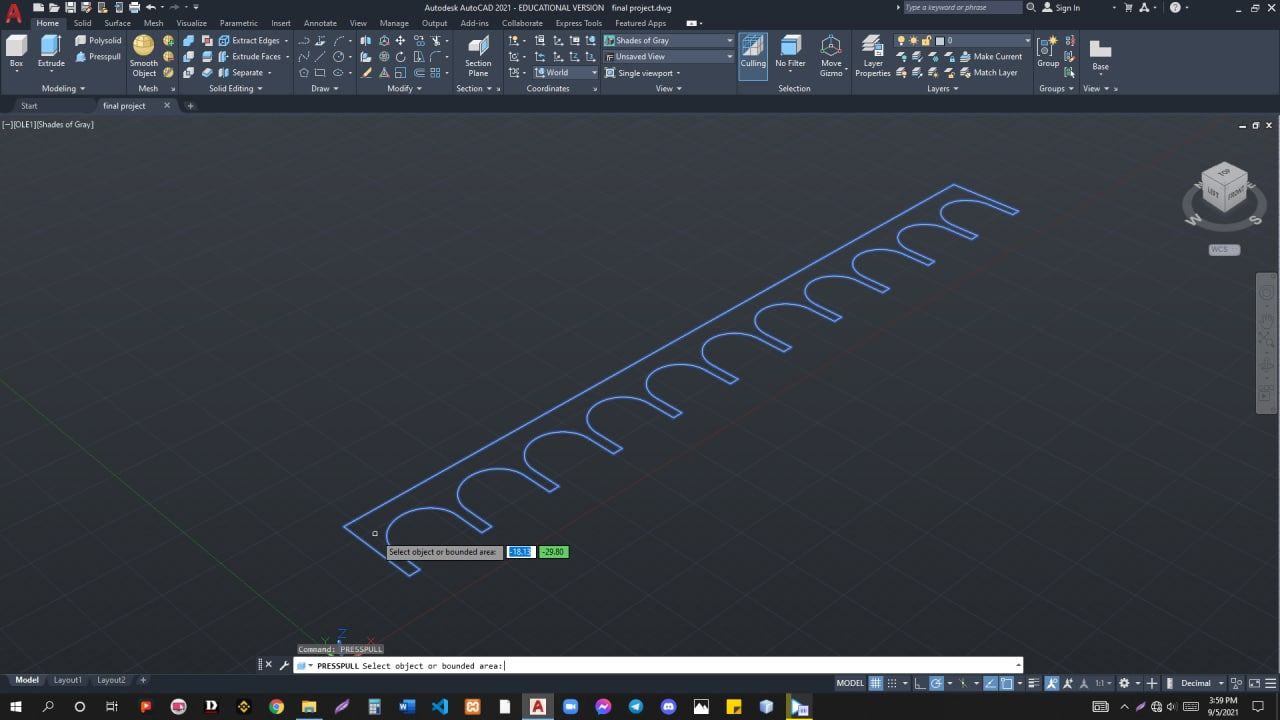 Autodesk AutoCAD 2021 - EDUCATIONAL VERSION final project.dwg
Type a keyword or phrase
Sign In
Home Solid Surface Mesh Visualize Parametric Insert Annotate View Manage Output Add-ins Collaborate Express Tools Featured Apps
Box
Extrude
Polysolid
Presspull
Smooth Object
Extract Edges
Extrude Faces
Separate
Section Plane
World
Shades of Gray
Unsaved View
Single viewport
Culling
No Filter
Move Gizmo
Layer Properties
0
Make Current
Match Layer
Group
Base
Modeling Mesh Solid Editing Draw Modify Section Coordinates View Selection Layers Groups View
Start final project
[−][OLE1][Shades of Gray]
TOP
LEFT FRONT
W S
WCS
Select object or bounded area: -18.13 -29.80
Y Z X
Command: PRESSPULL
PRESSPULL Select object or bounded area:
Model Layout1 Layout2
MODEL 1:1 Decimal
3:59 PM
9/5/2021